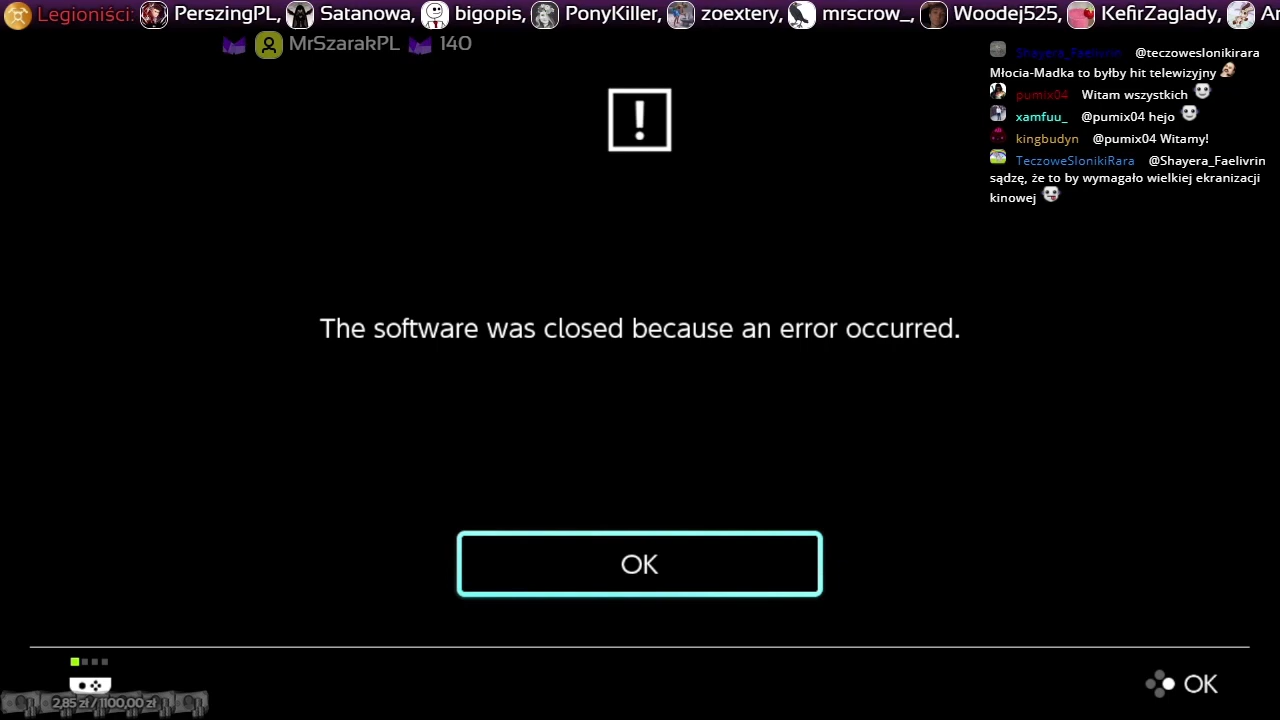 Legioniści: PerszingPL, Satanowa, bigopis, PonyKiller, zoextery, mrscrow_, Woodej525, KefirZaglady,
MrSzarakPL 140
Shayera_Faelivrin @teczoweslonikirara
Młocia-Madka to byłby hit telewizyjny
pumix04 Witam wszystkich
xamfuu_ @pumix04 hejo
kingbudyn @pumix04 Witamy!
TeczoweSlonikiRara @Shayera_Faelivrin
sądzę, że to by wymagało wielkiej ekranizacji
kinowej
!
The software was closed because an error occurred.
OK
2,85 zł / 1100,00 zł
OK